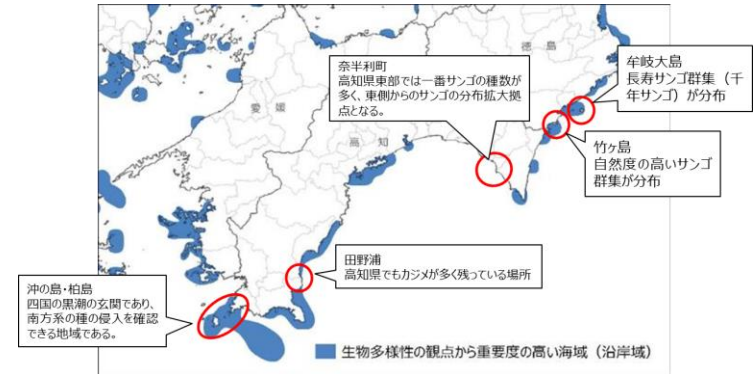 奈半利町
高知県東部では一番サンゴの種数が
多く、東側からのサンゴの分布拡大拠
点となる。
牟岐大島
長寿サンゴ群集（千
年サンゴ）が分布
竹ヶ島
自然度の高いサンゴ
群集が分布
徳島
愛媛
高知
田野浦
高知県でもカジメが多く残っている場所
沖の島・柏島
四国の黒潮の玄関であり、
南方系の種の侵入を確認
できる地域である。
生物多様性の観点から重要度の高い海域（沿岸域）